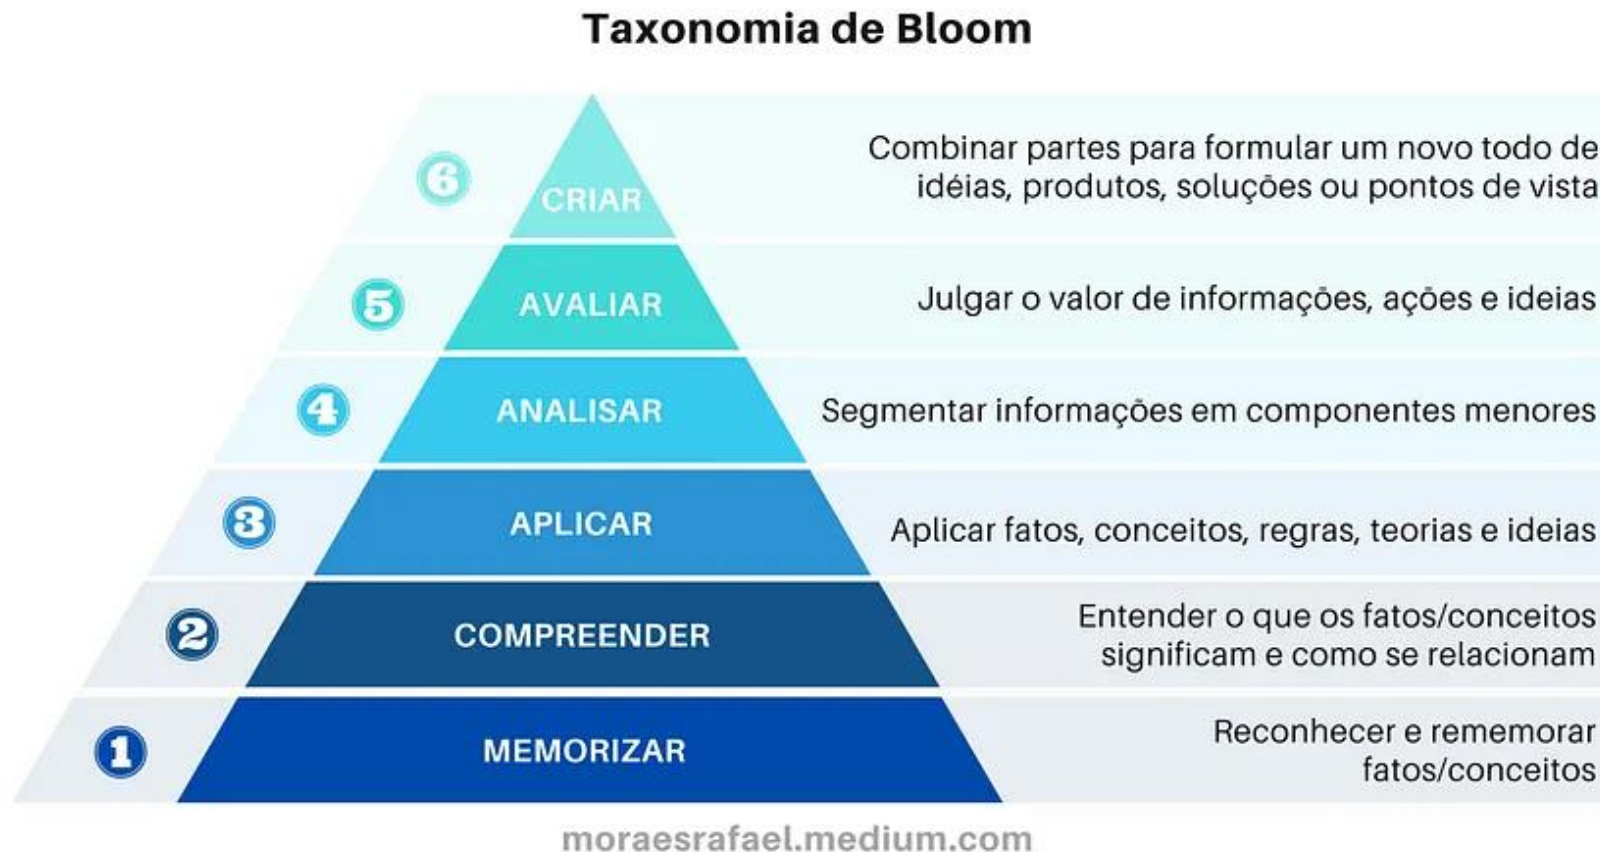 Taxonomia de Bloom
6
CRIAR
Combinar partes para formular um novo todo de
idéias, produtos, soluções ou pontos de vista
5
AVALIAR
Julgar o valor de informações, ações e ideias
4
ANALISAR
Segmentar informações em componentes menores
3
APLICAR
Aplicar fatos, conceitos, regras, teorias e ideias
2
COMPREENDER
Entender o que os fatos/conceitos
significam e como se relacionam
1
MEMORIZAR
Reconhecer e rememorar
fatos/conceitos
moraesrafael.medium.com